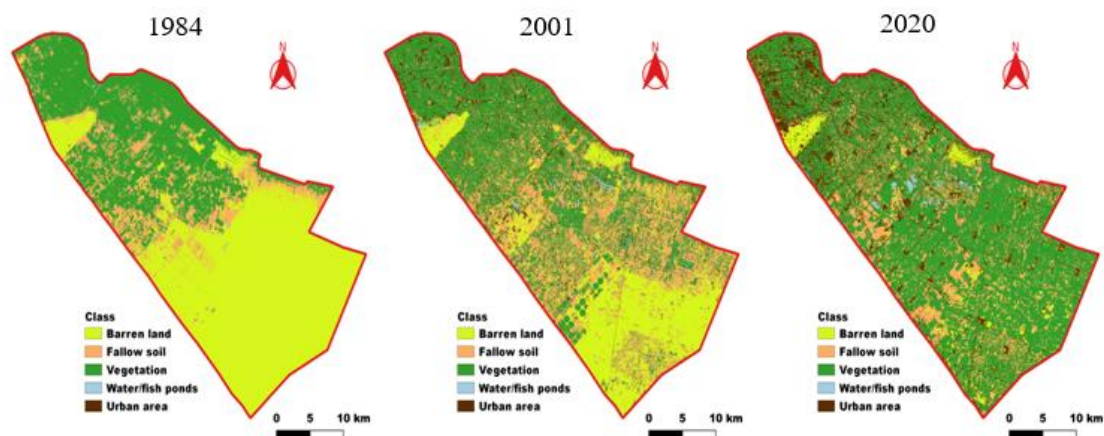 1984
N
Class
Barren land
Fallow soil
Vegetation
Water/fish ponds
Urban area
0 5 10 km
2001
N
Class
Barren land
Fallow soil
Vegetation
Water/fish ponds
Urban area
0 5 10 km
2020
N
Class
Barren land
Fallow soil
Vegetation
Water/fish ponds
Urban area
0 5 10 km